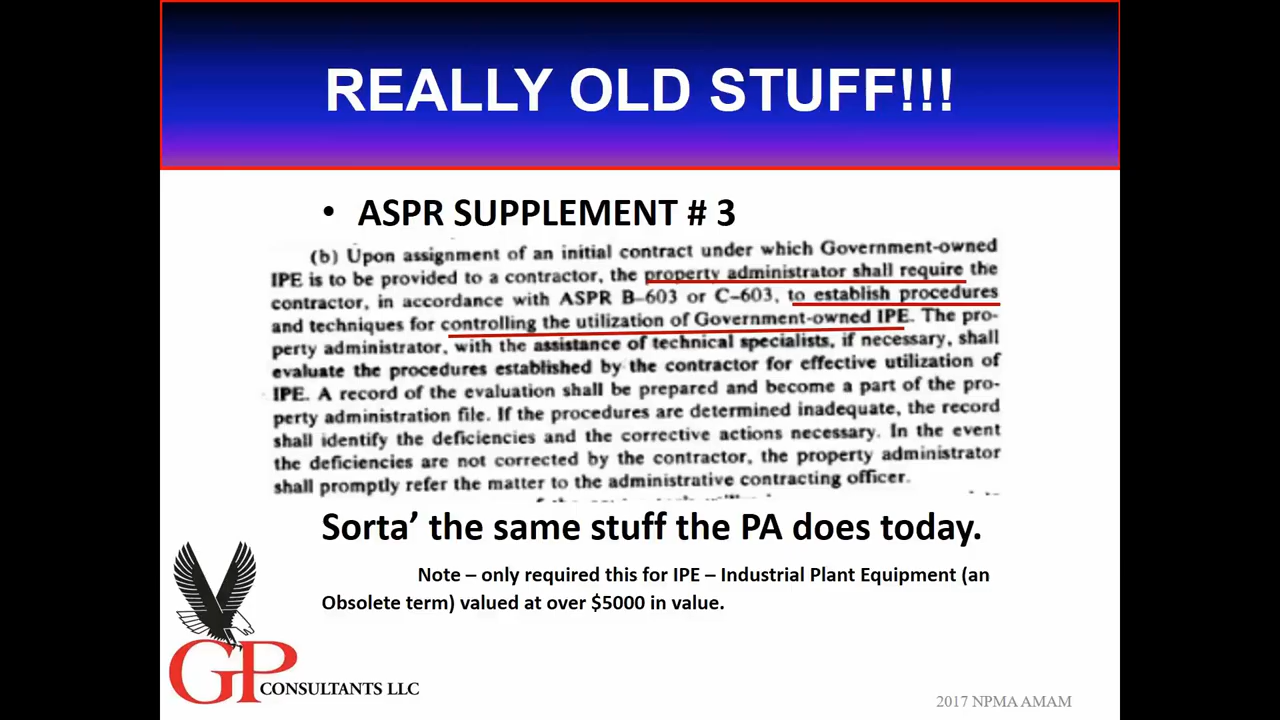 REALLY OLD STUFF!!!
• ASPR SUPPLEMENT # 3
(b) Upon assignment of an initial contract under which Government-owned
IPE is to be provided to a contractor, the property administrator shall require the
contractor, in accordance with ASPR B-603 or C-603, to establish procedures
and techniques for controlling the utilization of Government-owned IPE. The pro-
perty administrator, with the assistance of technical specialists, if necessary, shall
evaluate the procedures established by the contractor for effective utilization of
IPE. A record of the evaluation shall be prepared and become a part of the pro-
perty administration file. If the procedures are determined inadequate, the record
shall identify the deficiencies and the corrective actions necessary. In the event
the deficiencies are not corrected by the contractor, the property administrator
shall promptly refer the matter to the administrative contracting officer.
Sorta’ the same stuff the PA does today.
Note – only required this for IPE – Industrial Plant Equipment (an
Obsolete term) valued at over $5000 in value.
GP CONSULTANTS LLC
2017 NPMA AMAM